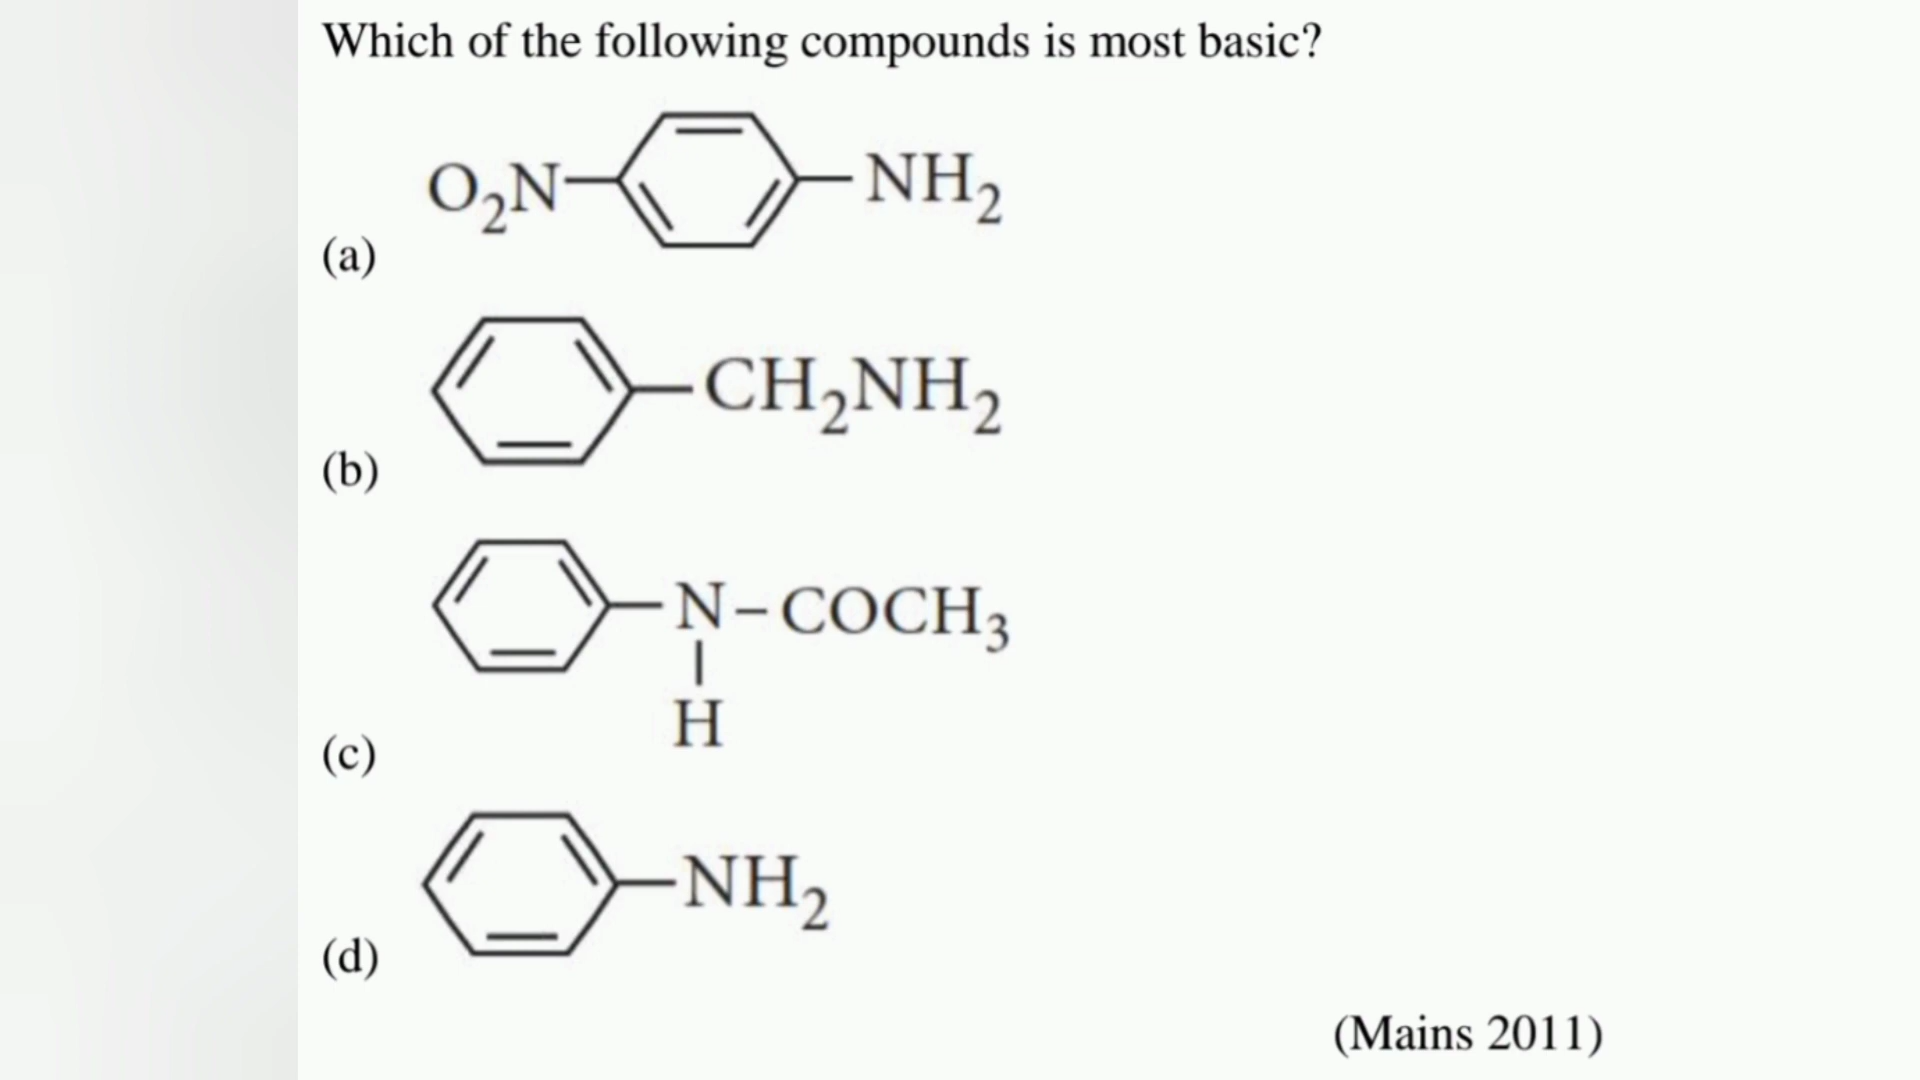 Which of the following compounds is most basic?
O₂N NH₂
(a)
CH₂NH₂
(b)
N – COCH₃
H
(c)
NH₂
(d)
(Mains 2011)